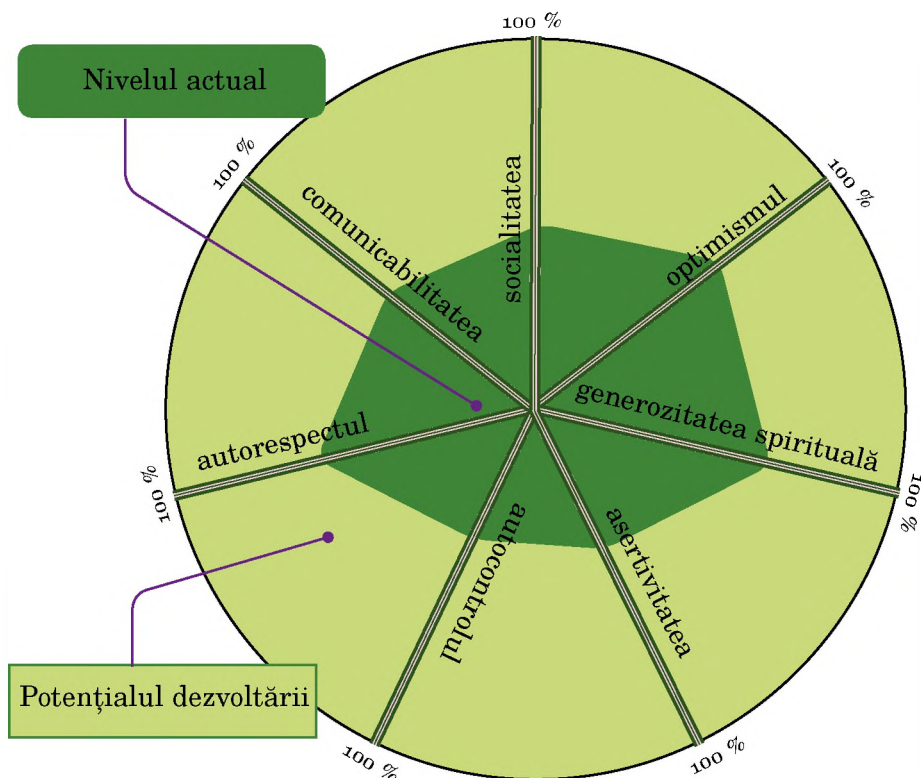 100 %
Nivelul actual
100 %
100 %
comunicabilitatea
socialitatea
optimismul
generozitatea spirituală
autorespectul
100 %
100 %
autocontrolul
asertivitatea
Potențialul dezvoltării
100 %
100 %